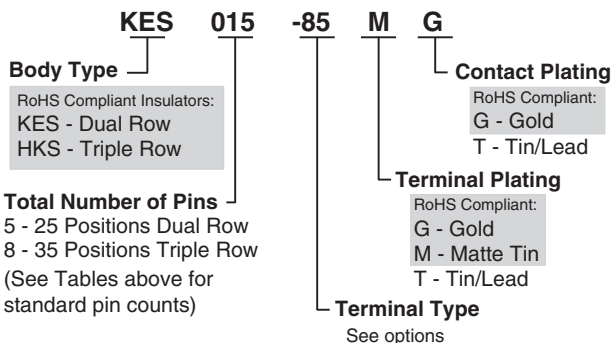 KES 015 -85 M G
Body Type
RoHS Compliant Insulators:
KES - Dual Row
HKS - Triple Row
Total Number of Pins
5 - 25 Positions Dual Row
8 - 35 Positions Triple Row
(See Tables above for
standard pin counts)
Contact Plating
RoHS Compliant:
G - Gold
T - Tin/Lead
Terminal Plating
RoHS Compliant:
G - Gold
M - Matte Tin
T - Tin/Lead
Terminal Type
See options